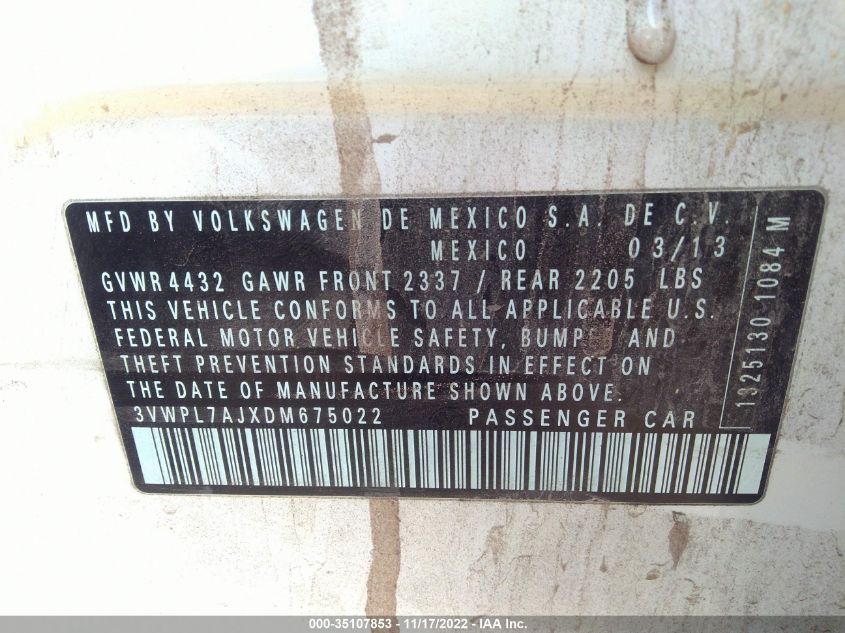 MFD BY VOLKSWAGEN DE MEXICO S.A. DE C.V.
MEXICO 03/13
GVWR 4432 GAWR FRONT 2337 / REAR 2205 LBS
THIS VEHICLE CONFORMS TO ALL APPLICABLE U.S.
FEDERAL MOTOR VEHICLE SAFETY, BUMP AND
THEFT PREVENTION STANDARDS IN EFFECT ON
THE DATE OF MANUFACTURE SHOWN ABOVE.
3VWPL7AJXDM675022 PASSENGER CAR
1325130 1084 M
000-35107853 - 11/17/2022 - IAA Inc.